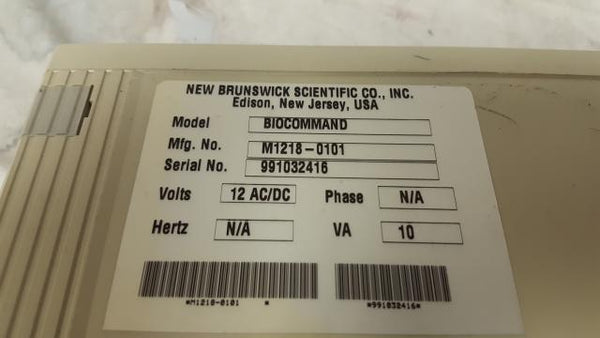 NEW BRUNSWICK SCIENTIFIC CO., INC.
Edison, New Jersey, USA
Model BIOCOMMAND
Mfg. No. M1218-0101
Serial No. 991032416
Volts 12 AC/DC Phase N/A
Hertz N/A VA 10
*M1218-0101 * *991032416*